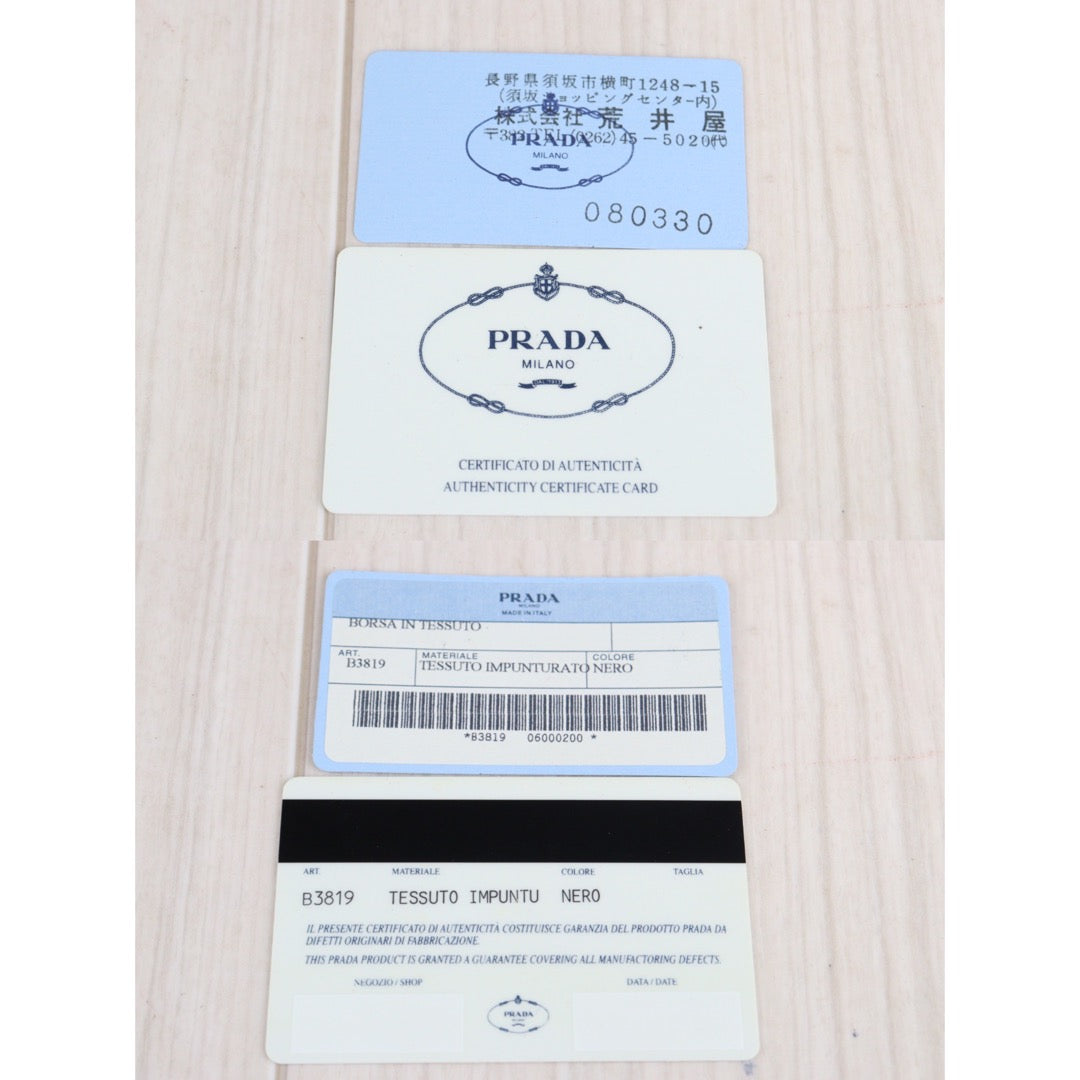 長野県須坂市横町1248-15
(須坂ショッピングセンター内)
株式会社 荒井屋
〒382 TEL (0262)45-5020代
PRADA
MILANO
080330
PRADA
MILANO
DAL 1913
CERTIFICATO DI AUTENTICITÀ
AUTHENTICITY CERTIFICATE CARD
PRADA
MILANO
MADE IN ITALY
BORSA IN TESSUTO
ART. MATERIALE COLORE
B3819 TESSUTO IMPUNTURATO NERO
*B3819 06000200 *
ART. MATERIALE COLORE TAGLIA
B3819 TESSUTO IMPUNTU NERO
IL PRESENTE CERTIFICATO DI AUTENTICITÀ COSTITUISCE GARANZIA DEL PRODOTTO PRADA DA
DIFETTI ORIGINARI DI FABBRICAZIONE.
THIS PRADA PRODUCT IS GRANTED A GUARANTEE COVERING ALL MANUFACTORING DEFECTS.
NEGOZIO / SHOP DATA / DATE
PRADA
MILANO